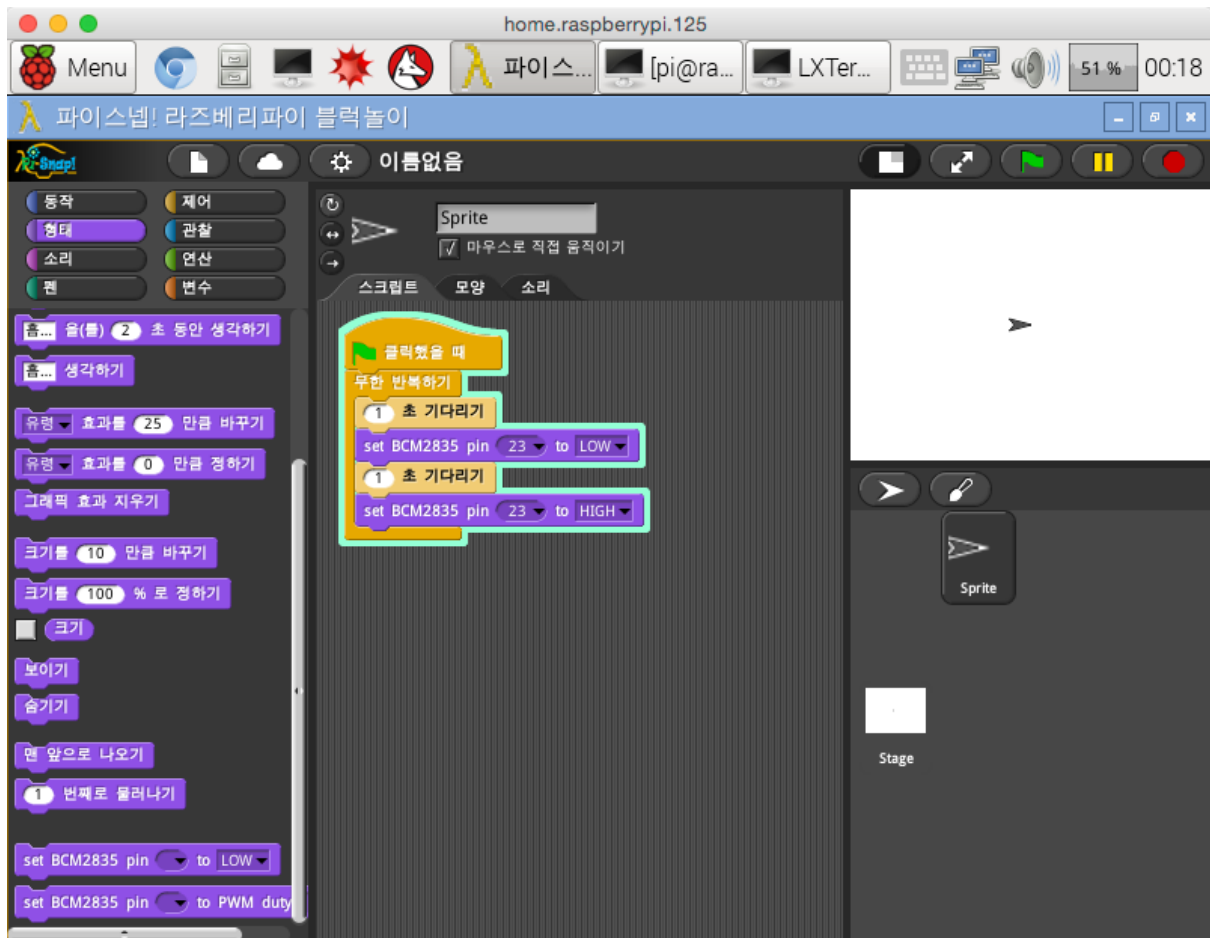 home.raspberrypi.125
Menu 파이스... [pi@ra... LXTer... 51 % 00:18
파이스넵! 라즈베리파이 블럭놀이
이름없음
동작 제어
형태 관찰
소리 연산
펜 변수
흠... 을(를) 2 초 동안 생각하기
흠... 생각하기
유령 효과를 25 만큼 바꾸기
유령 효과를 0 만큼 정하기
그래픽 효과 지우기
크기를 10 만큼 바꾸기
크기를 100 % 로 정하기
크기
보이기
숨기기
맨 앞으로 나오기
1 번째로 물러나기
set BCM2835 pin to LOW
set BCM2835 pin to PWM duty
Sprite
마우스로 직접 움직이기
스크립트 모양 소리
클릭했을 때
무한 반복하기
1 초 기다리기
set BCM2835 pin 23 to LOW
1 초 기다리기
set BCM2835 pin 23 to HIGH
Sprite
Stage